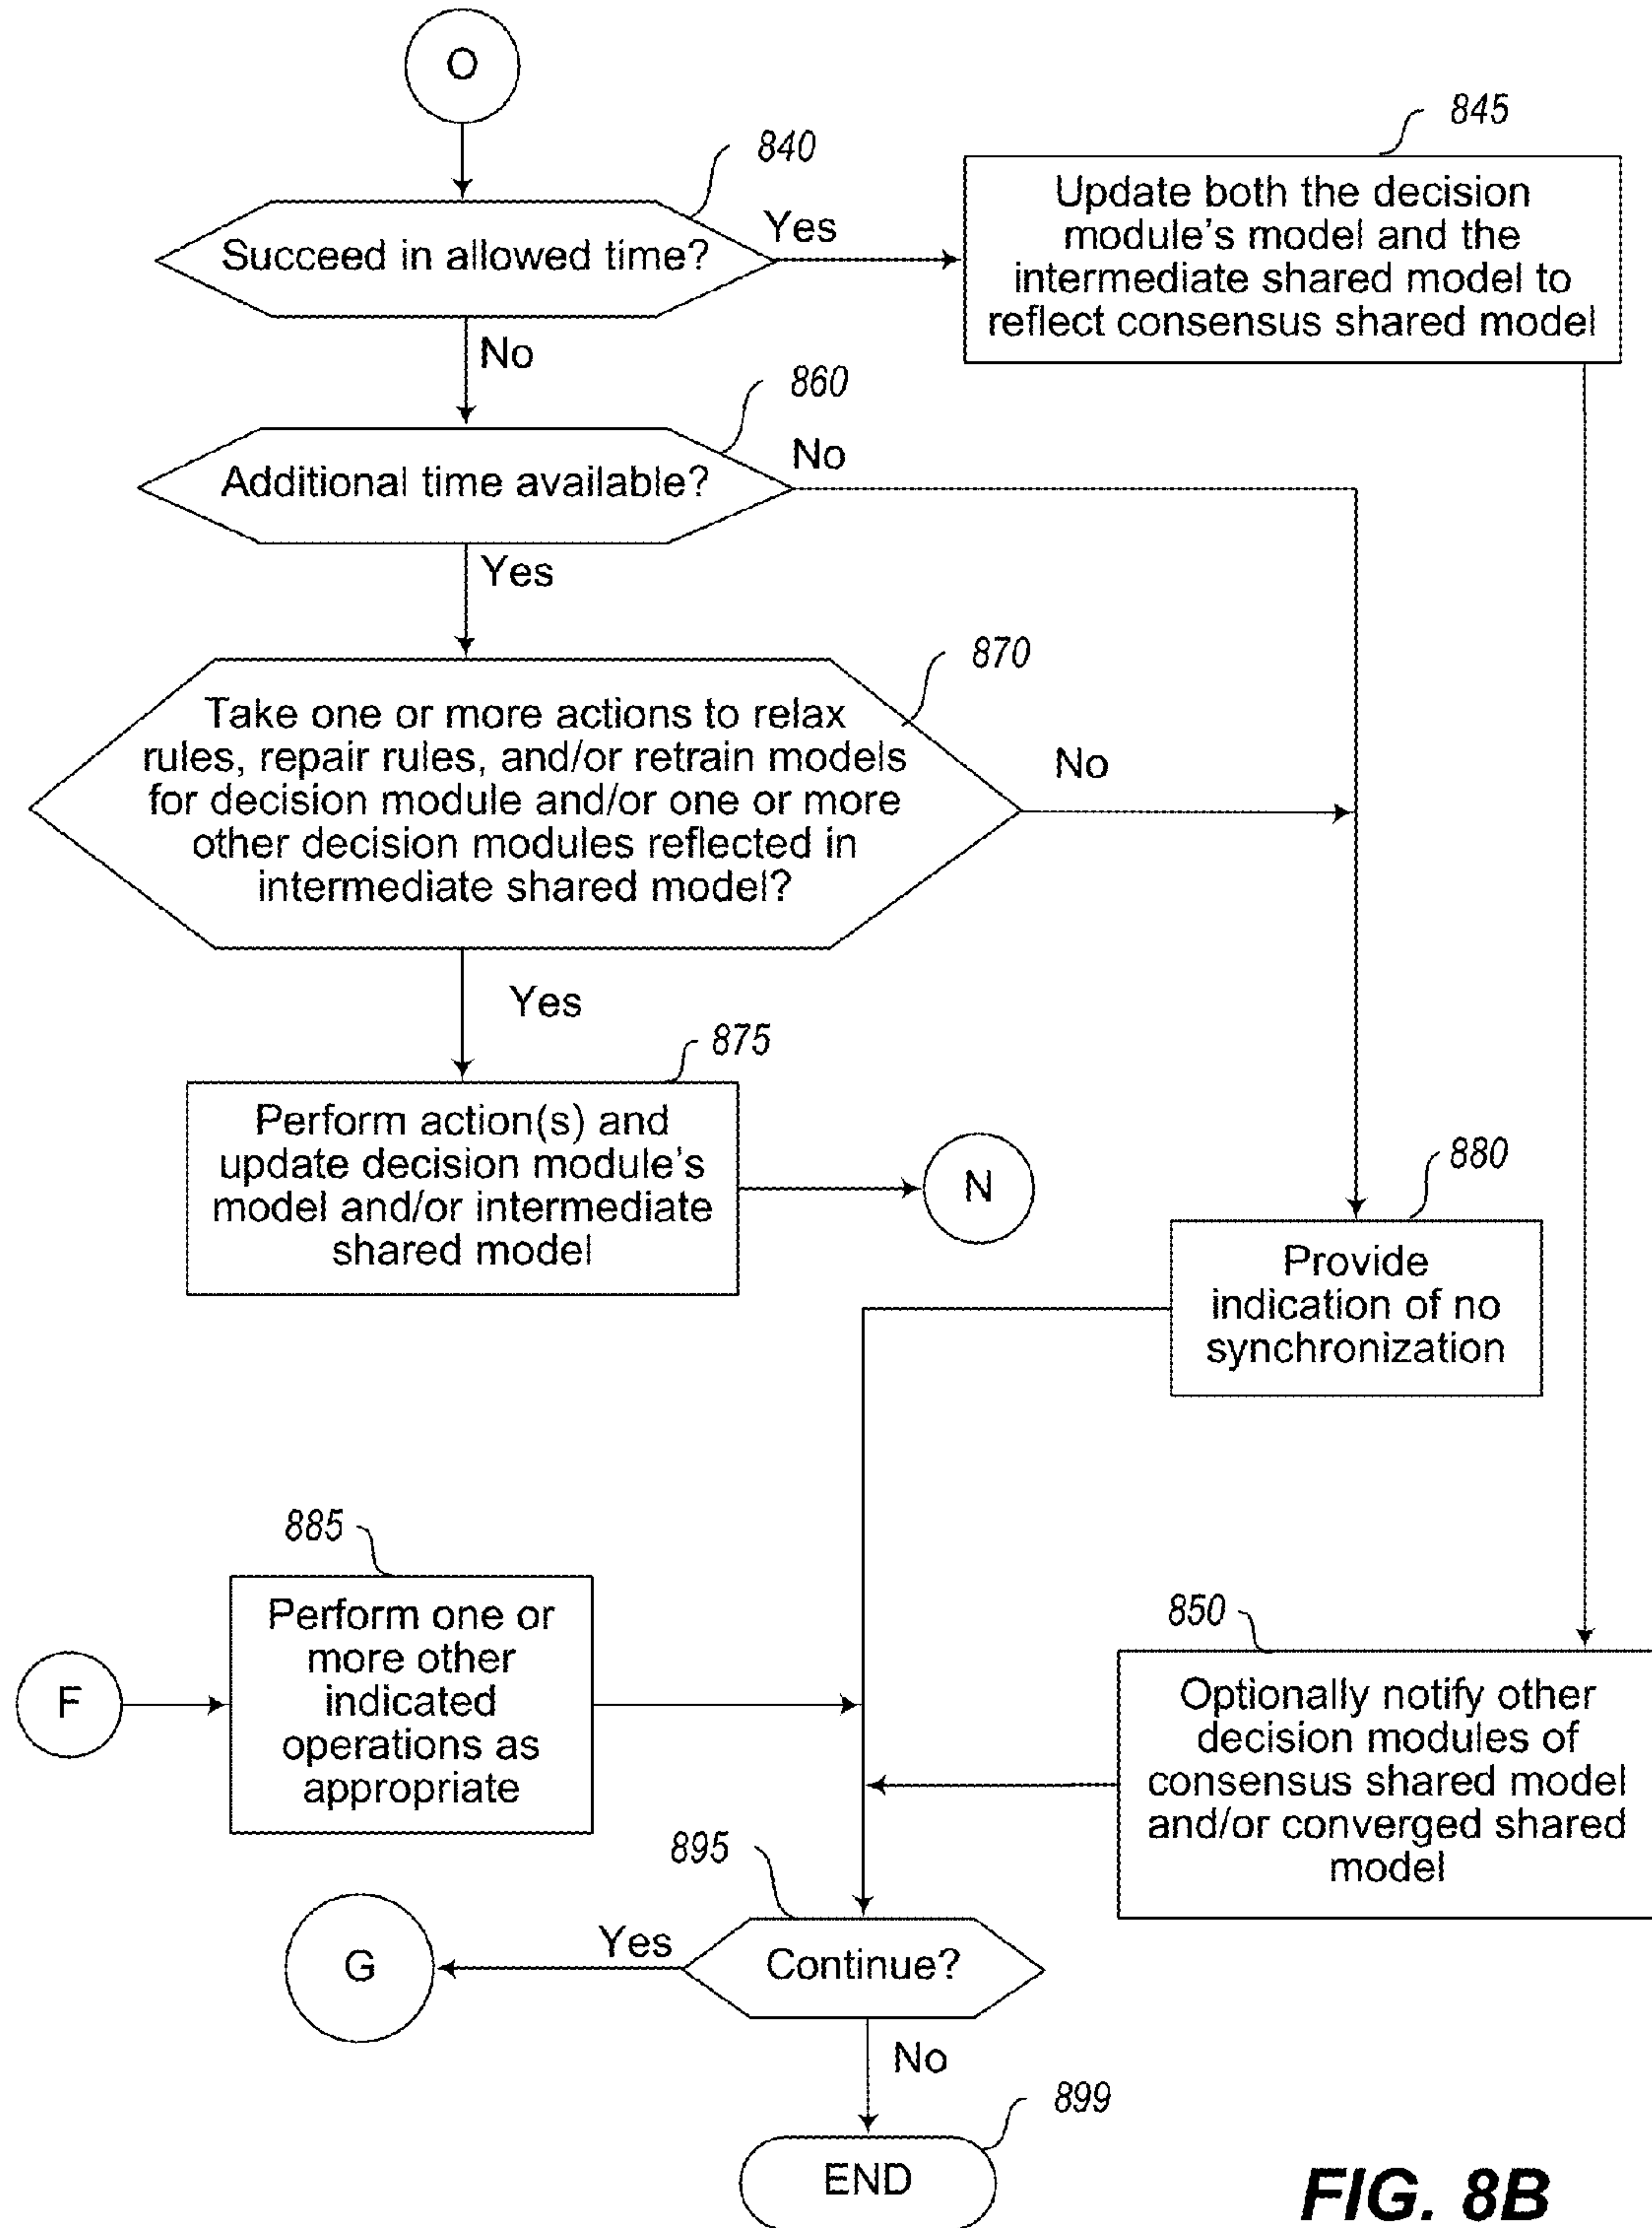 O
840
Succeed in allowed time?
Yes
845
Update both the decision
module's model and the
intermediate shared model to
reflect consensus shared model
No
860
Additional time available?
No
Yes
870
Take one or more actions to relax
rules, repair rules, and/or retrain models
for decision module and/or one or more
other decision modules reflected in
intermediate shared model?
No
Yes
875
Perform action(s) and
update decision module's
model and/or intermediate
shared model
N
880
Provide
indication of no
synchronization
885
F
Perform one or
more other
indicated
operations as
appropriate
850
Optionally notify other
decision modules of
consensus shared model
and/or converged shared
model
895
G
Yes
Continue?
No
899
END
FIG. 8B